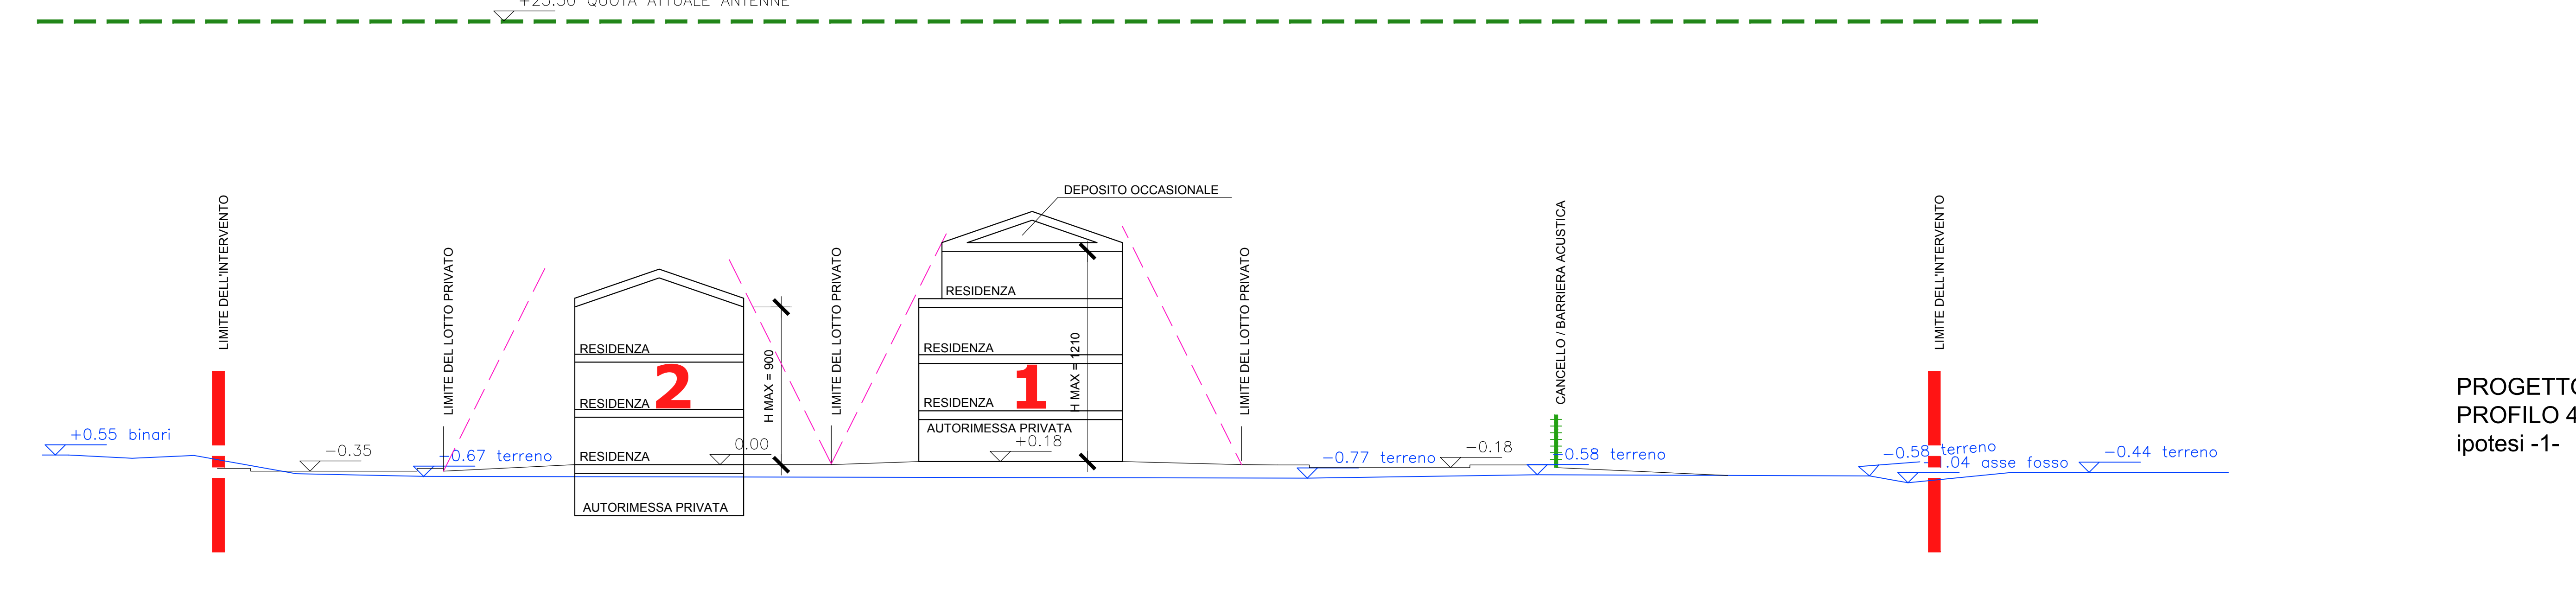 +25.50 QUOTA ATTUALE ANTENNE
DEPOSITO OCCASIONALE
LIMITE DELL'INTERVENTO
LIMITE DEL LOTTO PRIVATO
LIMITE DEL LOTTO PRIVATO
LIMITE DEL LOTTO PRIVATO
CANCELLO / BARRIERA ACUSTICA
LIMITE DELL'INTERVENTO
RESIDENZA
RESIDENZA
RESIDENZA
AUTORIMESSA PRIVATA
2
H MAX = 900
RESIDENZA
RESIDENZA
RESIDENZA
AUTORIMESSA PRIVATA
1
H MAX = 1210
+0.55 binari
-0.35
-0.67 terreno
0.00
+0.18
-0.77 terreno
-0.18
-0.58 terreno
-0.58 terreno
.04 asse fosso
-0.44 terreno
PROGETTO
PROFILO 4
ipotesi -1-